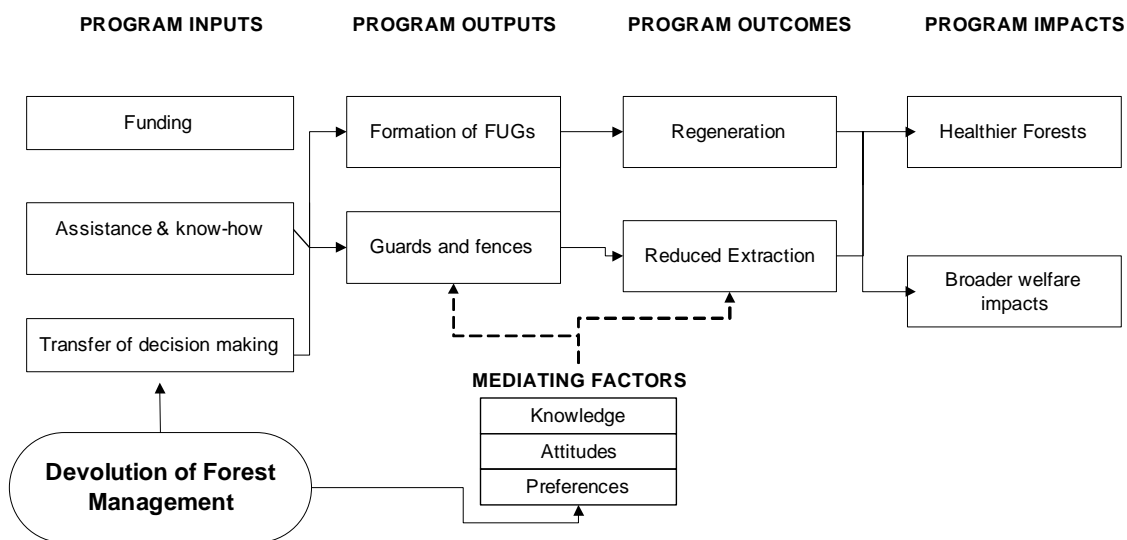 PROGRAM INPUTS
PROGRAM OUTPUTS
PROGRAM OUTCOMES
PROGRAM IMPACTS
Funding
Formation of FUGs
Regeneration
Healthier Forests
Assistance & know-how
Guards and fences
Reduced Extraction
Broader welfare
impacts
Transfer of decision making
MEDIATING FACTORS
Knowledge
Attitudes
Preferences
Devolution of Forest
Management